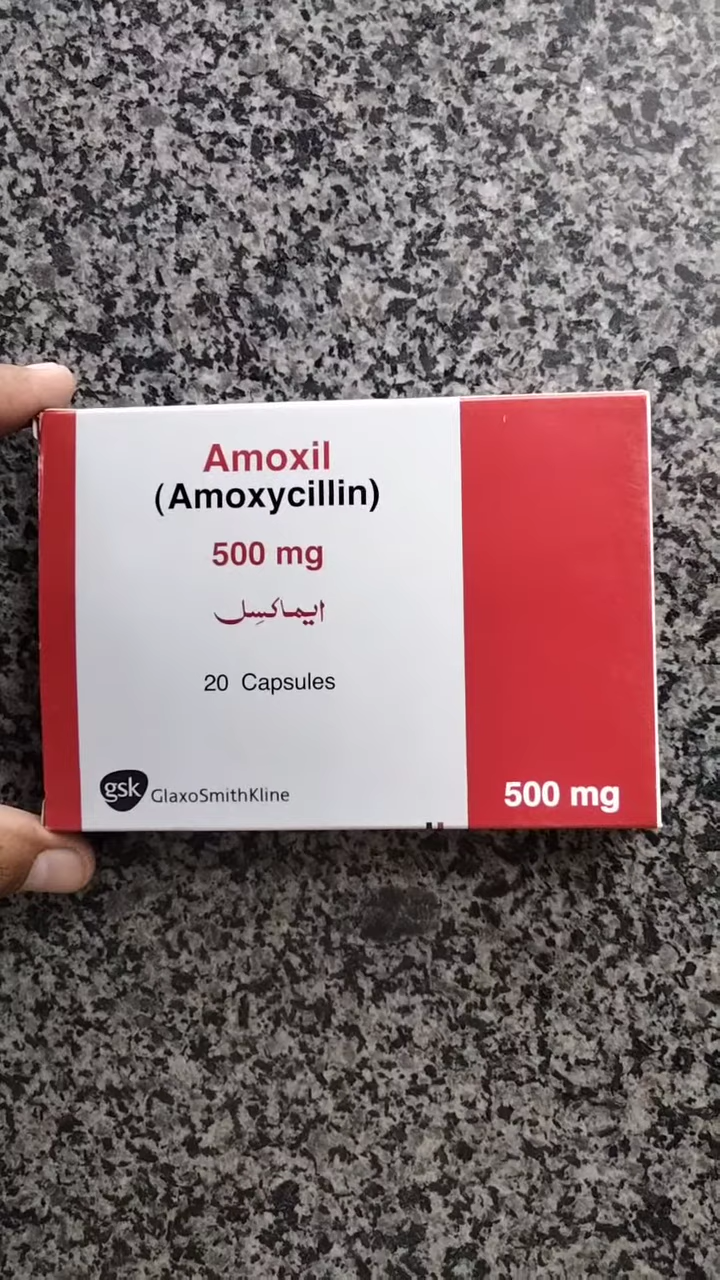 Amoxil
(Amoxycillin)
500 mg
ایماکسِل
20 Capsules
gsk GlaxoSmithKline
500 mg